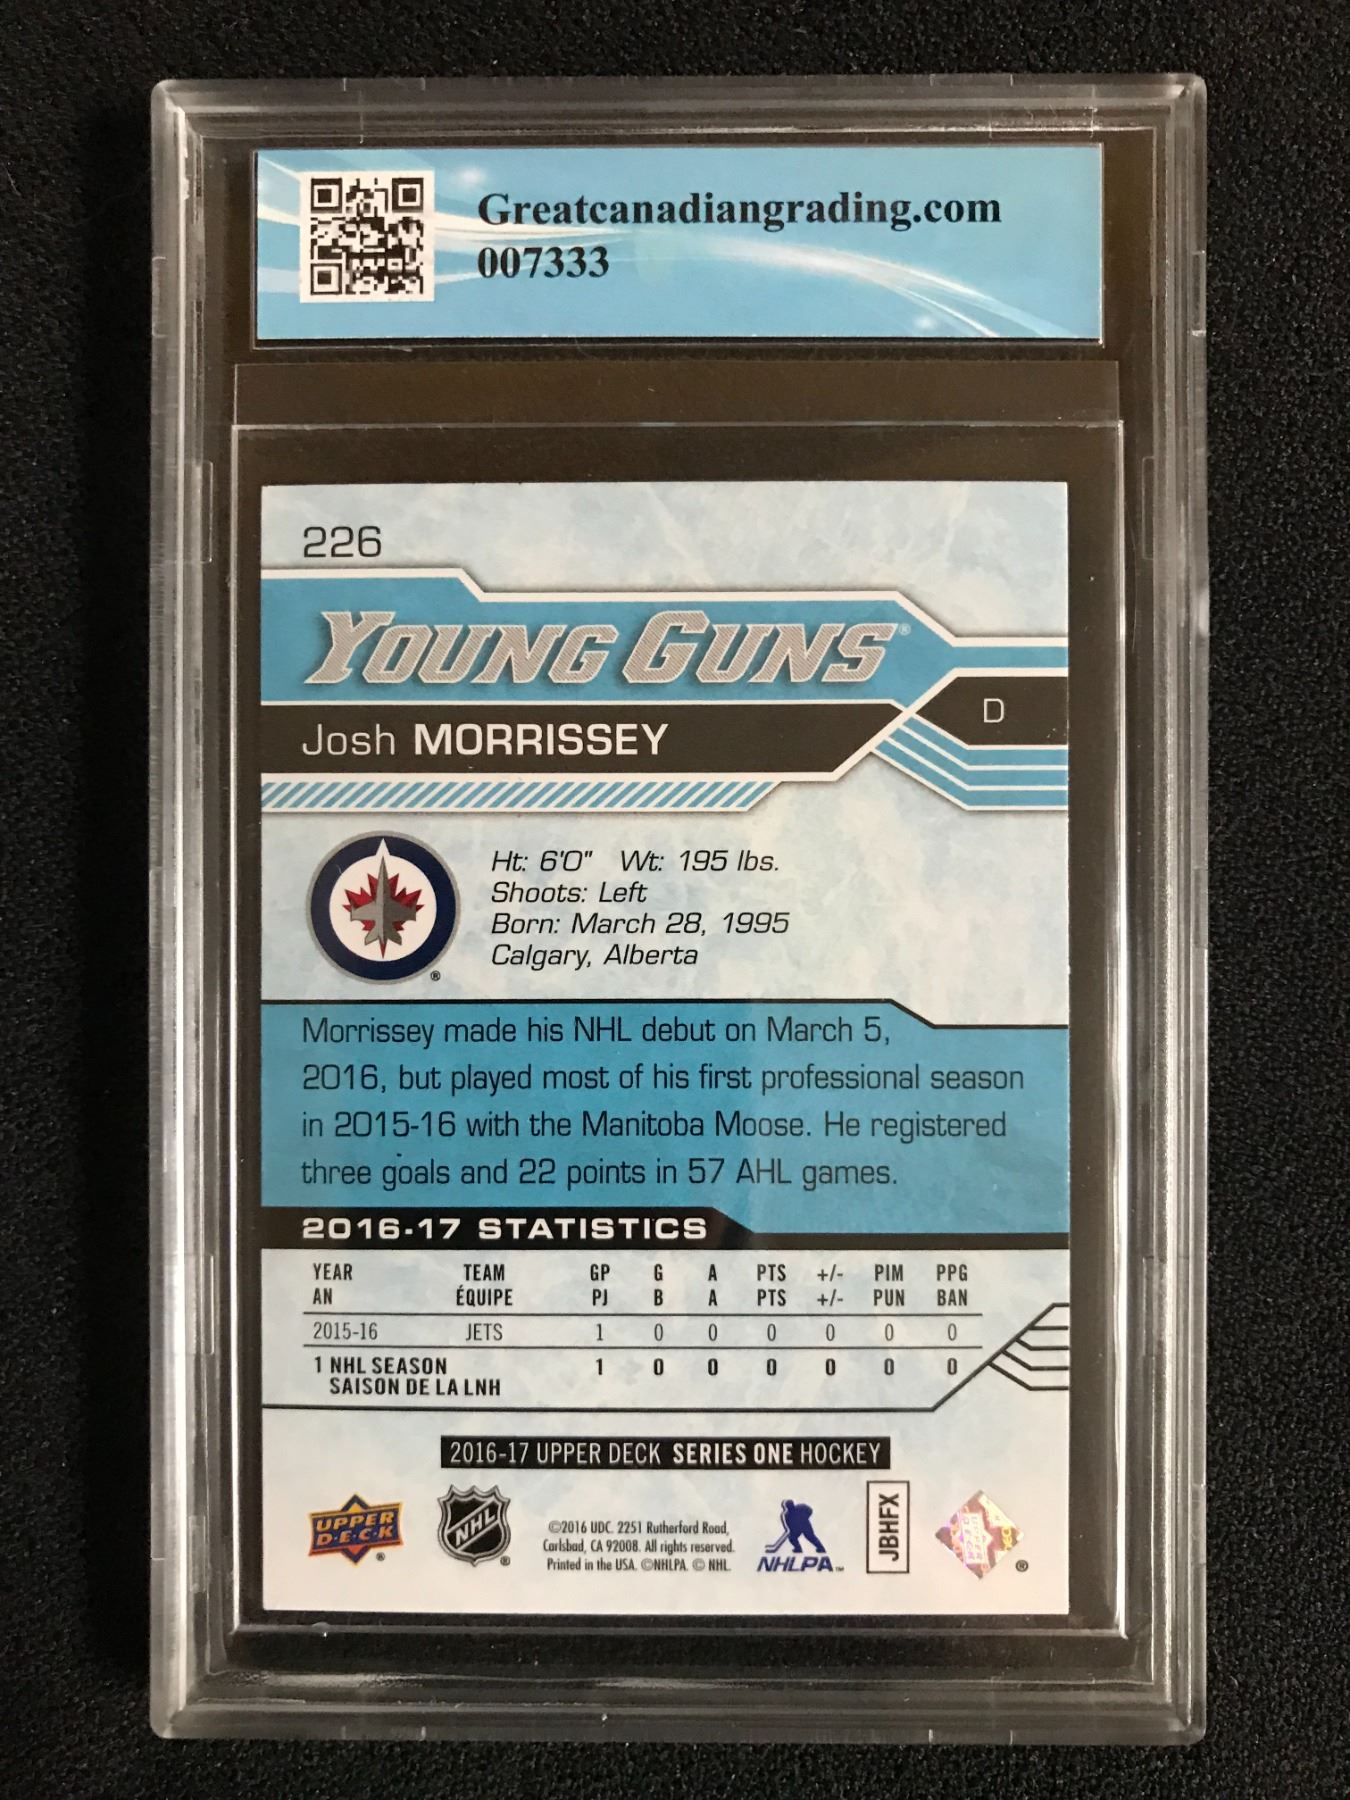 Greatcanadiangrading.com
007333
226
YOUNG GUNS®
D
Josh MORRISSEY
Ht: 6'0" Wt: 195 lbs.
Shoots: Left
Born: March 28, 1995
Calgary, Alberta
®
Morrissey made his NHL debut on March 5,
2016, but played most of his first professional season
in 2015-16 with the Manitoba Moose. He registered
three goals and 22 points in 57 AHL games.
2016-17 STATISTICS
YEAR TEAM GP G A PTS +/- PIM PPG
AN ÉQUIPE PJ B A PTS +/- PUN BAN
2015-16 JETS 1 0 0 0 0 0 0
1 NHL SEASON 1 0 0 0 0 0 0
SAISON DE LA LNH
2016-17 UPPER DECK SERIES ONE HOCKEY
UPPER
D·E·C·K®
NHL®
©2016 UDC. 2251 Rutherford Road,
Carlsbad, CA 92008. All rights reserved.
Printed in the USA. ©NHLPA. © NHL.
NHLPA™
JBHFX
®